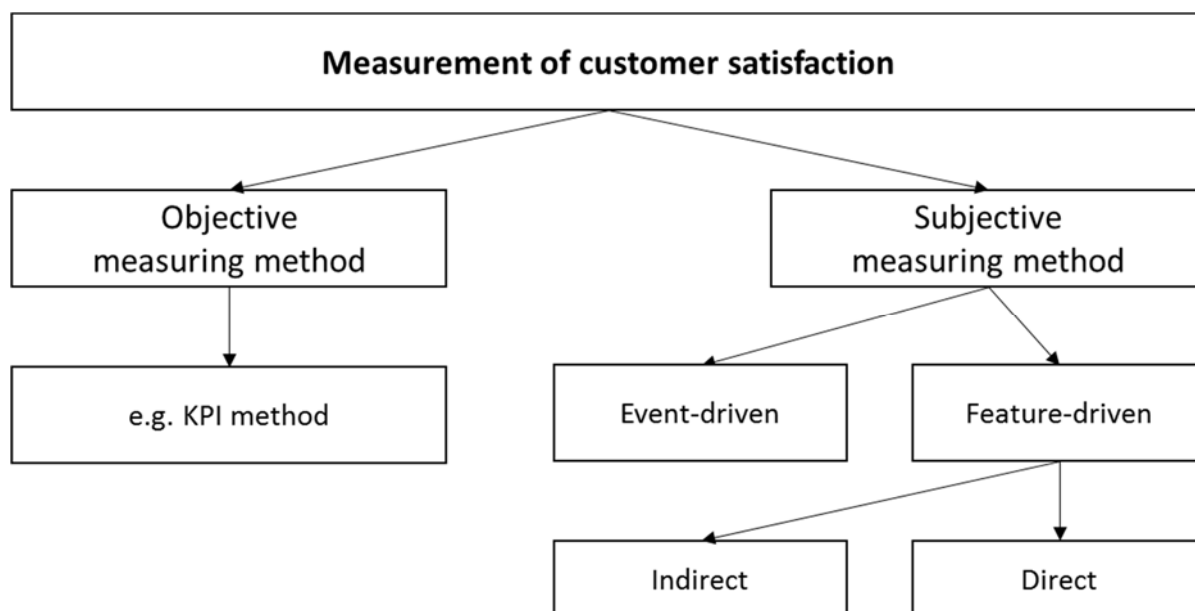 Measurement of customer satisfaction
Objective
measuring method
Subjective
measuring method
e.g. KPI method
Event-driven
Feature-driven
Indirect
Direct